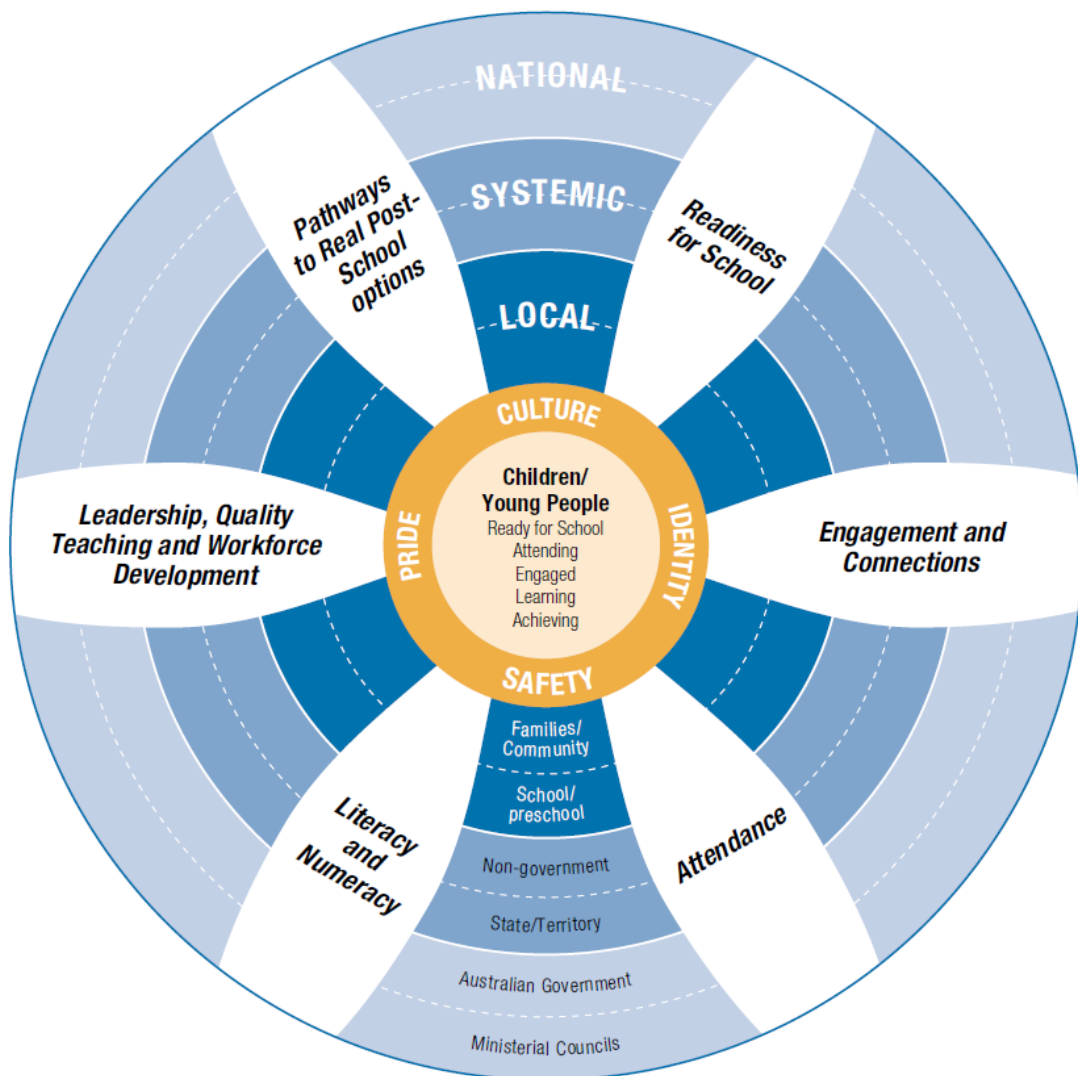 NATIONAL
SYSTEMIC
LOCAL
Pathways
to Real Post-
School
options
Readiness
for School
CULTURE
IDENTITY
SAFETY
PRIDE
Children/
Young People
Ready for School
Attending
Engaged
Learning
Achieving
Leadership, Quality
Teaching and Workforce
Development
Engagement and
Connections
Literacy
and
Numeracy
Attendance
Families/
Community
School/
preschool
Non-government
State/Territory
Australian Government
Ministerial Councils